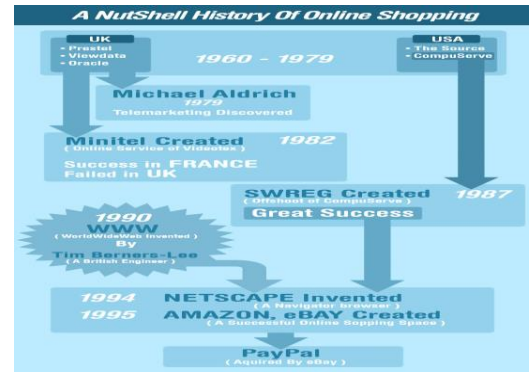 A NutShell History Of Online Shopping
UK
- Prestel
- Viewdata
- Oracle
1960 - 1979
USA
- The Source
- CompuServe
Michael Aldrich
1979
Telemarketing Discovered
Minitel Created 1982
( Online Service of Videotex )
Success in FRANCE
Failed in UK
SWREG Created 1987
( Offshoot of CompuServe )
Great Success
1990
WWW
( WorldWideWeb Invented )
By
Tim Berners-Lee
( A British Engineer )
1994 NETSCAPE Invented
( A Navigator browser )
1995 AMAZON, eBAY Created
( A Successful Online Sopping Space )
PayPal
( Aquired By eBay )